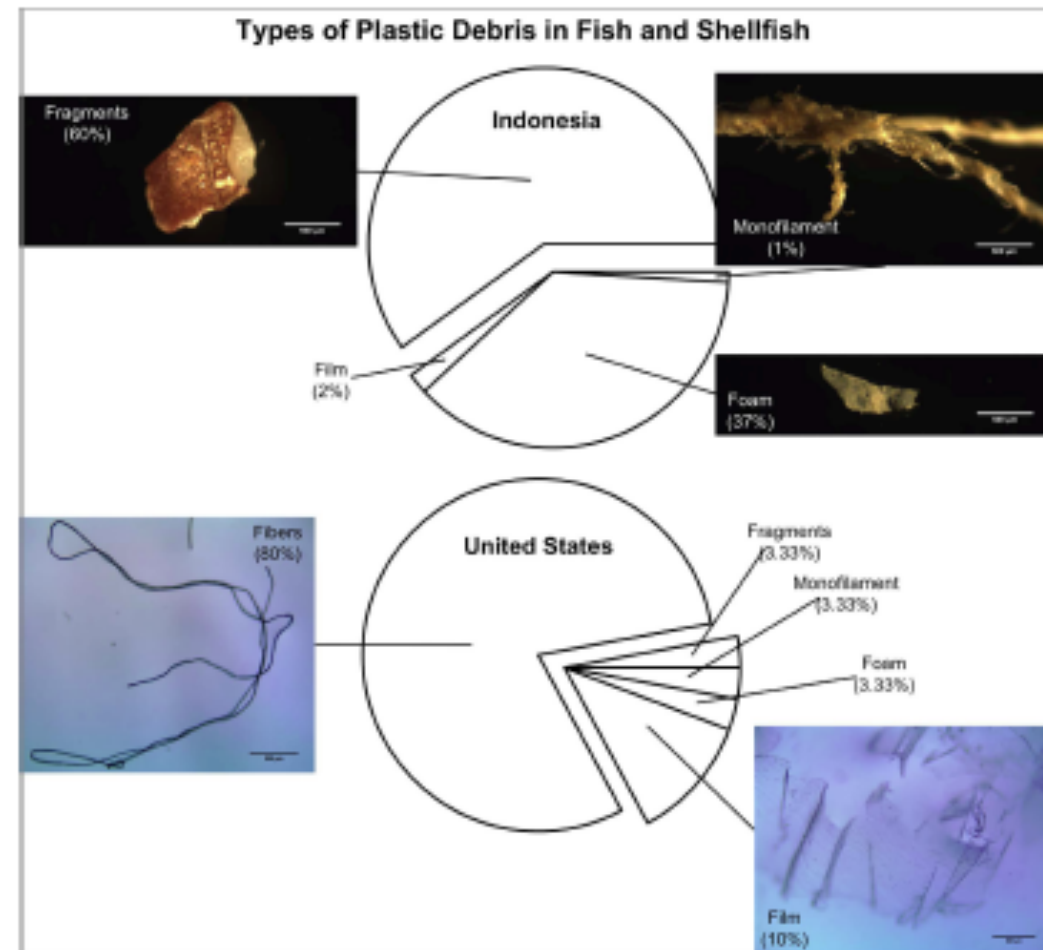 Types of Plastic Debris in Fish and Shellfish
Fragments
(60%)
Indonesia
Monofilament
(1%)
Film
(2%)
Foam
(37%)
Fibers
(80%)
United States
Fragments
(3.33%)
Monofilament
(3.33%)
Foam
(3.33%)
Film
(10%)